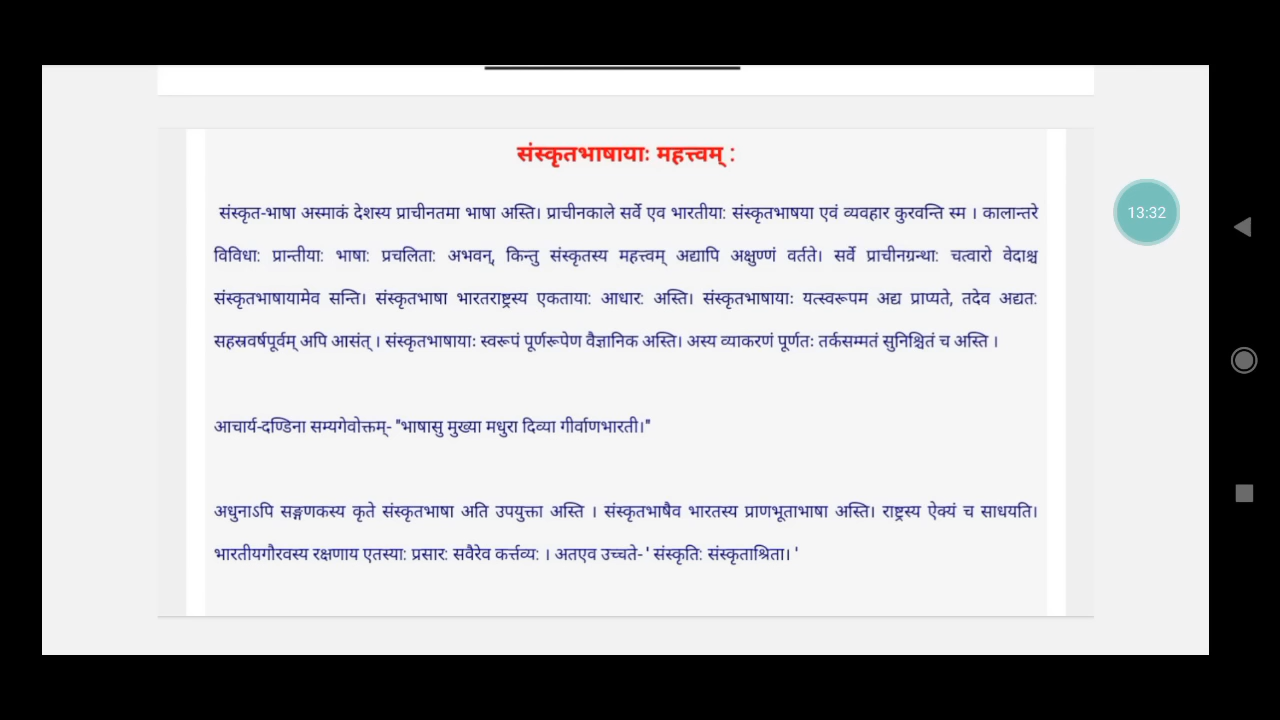 संस्कृतभाषायाः महत्त्वम् :
संस्कृत-भाषा अस्माकं देशस्य प्राचीनतमा भाषा अस्ति। प्राचीनकाले सर्वे एव भारतीया: संस्कृतभाषया एवं व्यवहार कुरवन्ति स्म । कालान्तरे
विविधा: प्रान्तीया: भाषा: प्रचलिता: अभवन्, किन्तु संस्कृतस्य महत्त्वम् अद्यापि अक्षुण्णं वर्तते। सर्वे प्राचीनग्रन्था: चत्वारो वेदाश्च
संस्कृतभाषायामेव सन्ति। संस्कृतभाषा भारतराष्ट्रस्य एकताया: आधार: अस्ति। संस्कृतभाषायाः यत्स्वरूपम अद्य प्राप्यते, तदेव अद्यत:
सहस्रवर्षपूर्वम् अपि आसंत् । संस्कृतभाषायाः स्वरूपं पूर्णरूपेण वैज्ञानिक अस्ति। अस्य व्याकरणं पूर्णतः तर्कसम्मतं सुनिश्चितं च अस्ति ।
आचार्य-दण्डिना सम्यगेवोक्तम्- "भाषासु मुख्या मधुरा दिव्या गीर्वाणभारती।"
अधुनाऽपि सङ्गणकस्य कृते संस्कृतभाषा अति उपयुक्ता अस्ति । संस्कृतभाषैव भारतस्य प्राणभूताभाषा अस्ति। राष्ट्रस्य ऐक्यं च साधयति।
भारतीयगौरवस्य रक्षणाय एतस्या: प्रसार: सवैरेव कर्त्तव्य: । अतएव उच्यते- ' संस्कृति: संस्कृताश्रिता। '
13:32